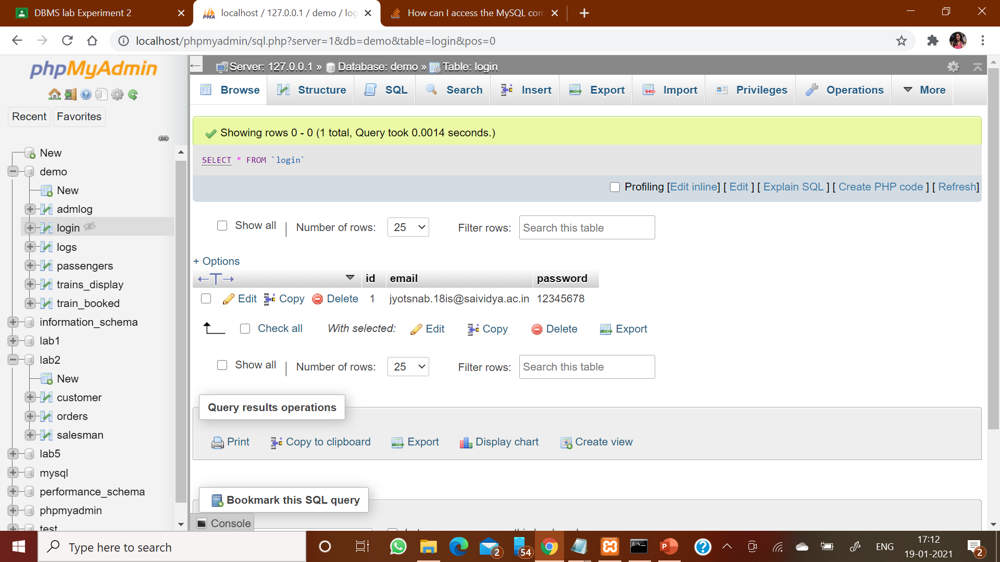 DBMS lab Experiment 2
localhost / 127.0.0.1 / demo / log
How can I access the MySQL com
localhost/phpmyadmin/sql.php?server=1&db=demo&table=login&pos=0
phpMyAdmin
Recent Favorites
New
demo
New
admlog
login
logs
passengers
trains_display
train_booked
information_schema
lab1
lab2
New
customer
orders
salesman
lab5
mysql
performance_schema
phpmyadmin
test
Server: 127.0.0.1 » Database: demo » Table: login
Browse Structure SQL Search Insert Export Import Privileges Operations More
Showing rows 0 - 0 (1 total, Query took 0.0014 seconds.)
SELECT * FROM `login`
Profiling [Edit inline] [ Edit ] [ Explain SQL ] [ Create PHP code ] [ Refresh]
Show all | Number of rows: 25 Filter rows: Search this table
+ Options
←T→ id email password
Edit Copy Delete 1 jyotsnab.18is@saividya.ac.in 12345678
Check all With selected: Edit Copy Delete Export
Show all | Number of rows: 25 Filter rows: Search this table
Query results operations
Print Copy to clipboard Export Display chart Create view
Bookmark this SQL query
Console
Type here to search
2
54
ENG
17:12
19-01-2021
2